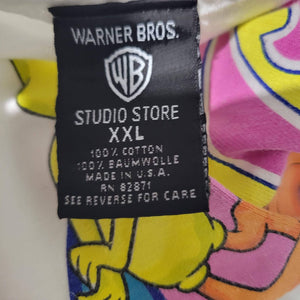 WARNER BROS.
WB
STUDIO STORE
XXL
100% COTTON
100% BAUMWOLLE
MADE IN U.S.A.
RN 82871
SEE REVERSE FOR CARE